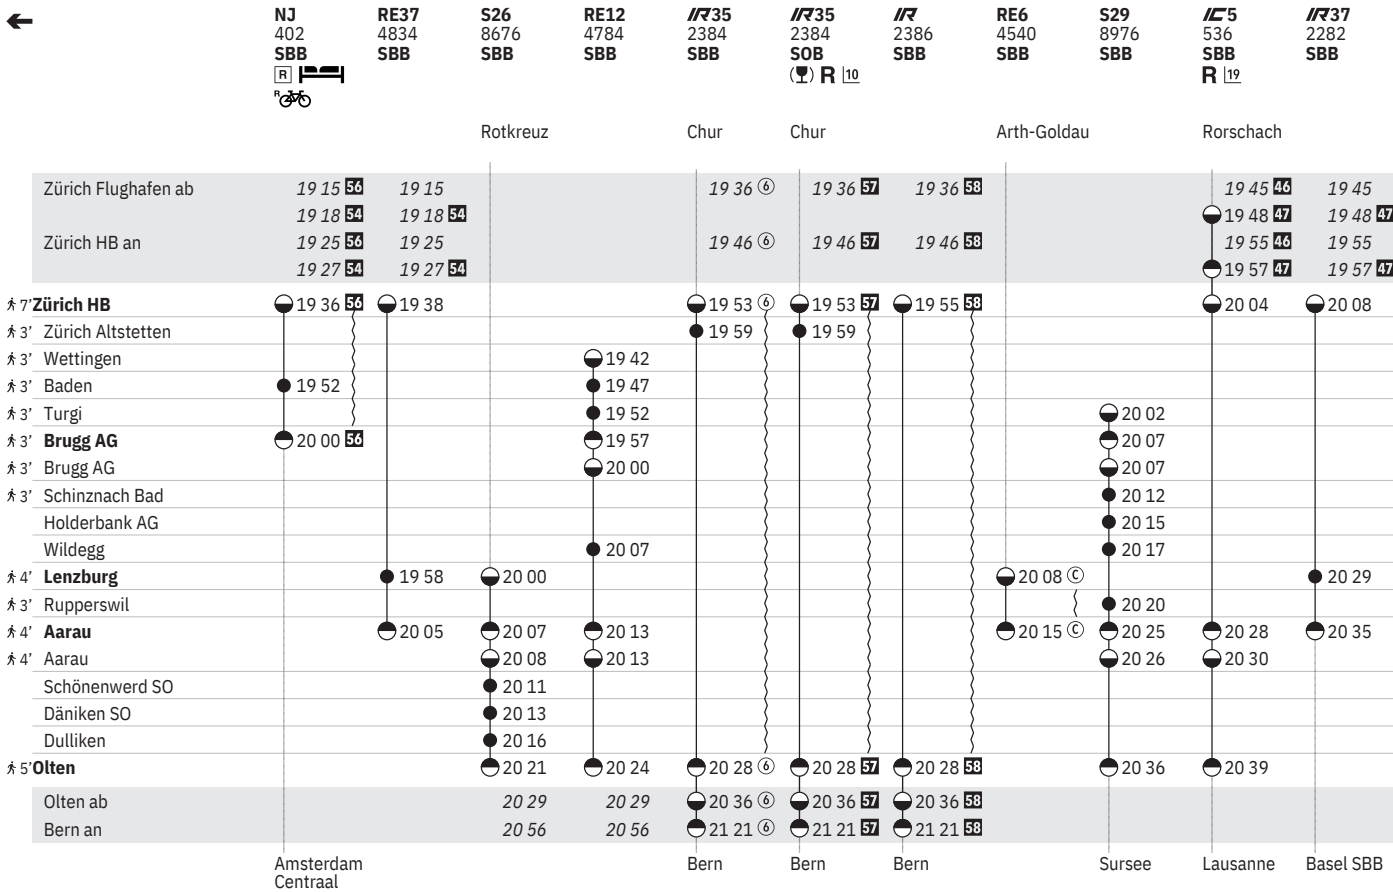 NJ RE37 S26 RE12 IR35 IR35 IR RE6 S29 IC5 IR37
402 4834 8676 4784 2384 2384 2386 4540 8976 536 2282
SBB SBB SBB SBB SBB SOB SBB SBB SBB SBB SBB
R R 10 R 19
R
Rotkreuz Chur Chur Arth-Goldau Rorschach
Zürich Flughafen ab 19 15 56 19 15 19 36 6 19 36 57 19 36 58 19 45 46 19 45
19 18 54 19 18 54 19 48 47 19 48 47
Zürich HB an 19 25 56 19 25 19 46 6 19 46 57 19 46 58 19 55 46 19 55
19 27 54 19 27 54 19 57 47 19 57 47
7’ Zürich HB 19 36 56 19 38 19 53 6 19 53 57 19 55 58 20 04 20 08
3’ Zürich Altstetten 19 59 19 59
3’ Wettingen 19 42
3’ Baden 19 52 19 47
3’ Turgi 19 52 20 02
3’ Brugg AG 20 00 56 19 57 20 07
3’ Brugg AG 20 00 20 07
3’ Schinznach Bad 20 12
Holderbank AG 20 15
Wildegg 20 07 20 17
4’ Lenzburg 19 58 20 00 20 08 C 20 29
3’ Rupperswil 20 20
4’ Aarau 20 05 20 07 20 13 20 15 C 20 25 20 28 20 35
4’ Aarau 20 08 20 13 20 26 20 30
Schönenwerd SO 20 11
Däniken SO 20 13
Dulliken 20 16
5’ Olten 20 21 20 24 20 28 6 20 28 57 20 28 58 20 36 20 39
Olten ab 20 29 20 29 20 36 6 20 36 57 20 36 58
Bern an 20 56 20 56 21 21 6 21 21 57 21 21 58
Amsterdam Bern Bern Bern Sursee Lausanne Basel SBB
Centraal